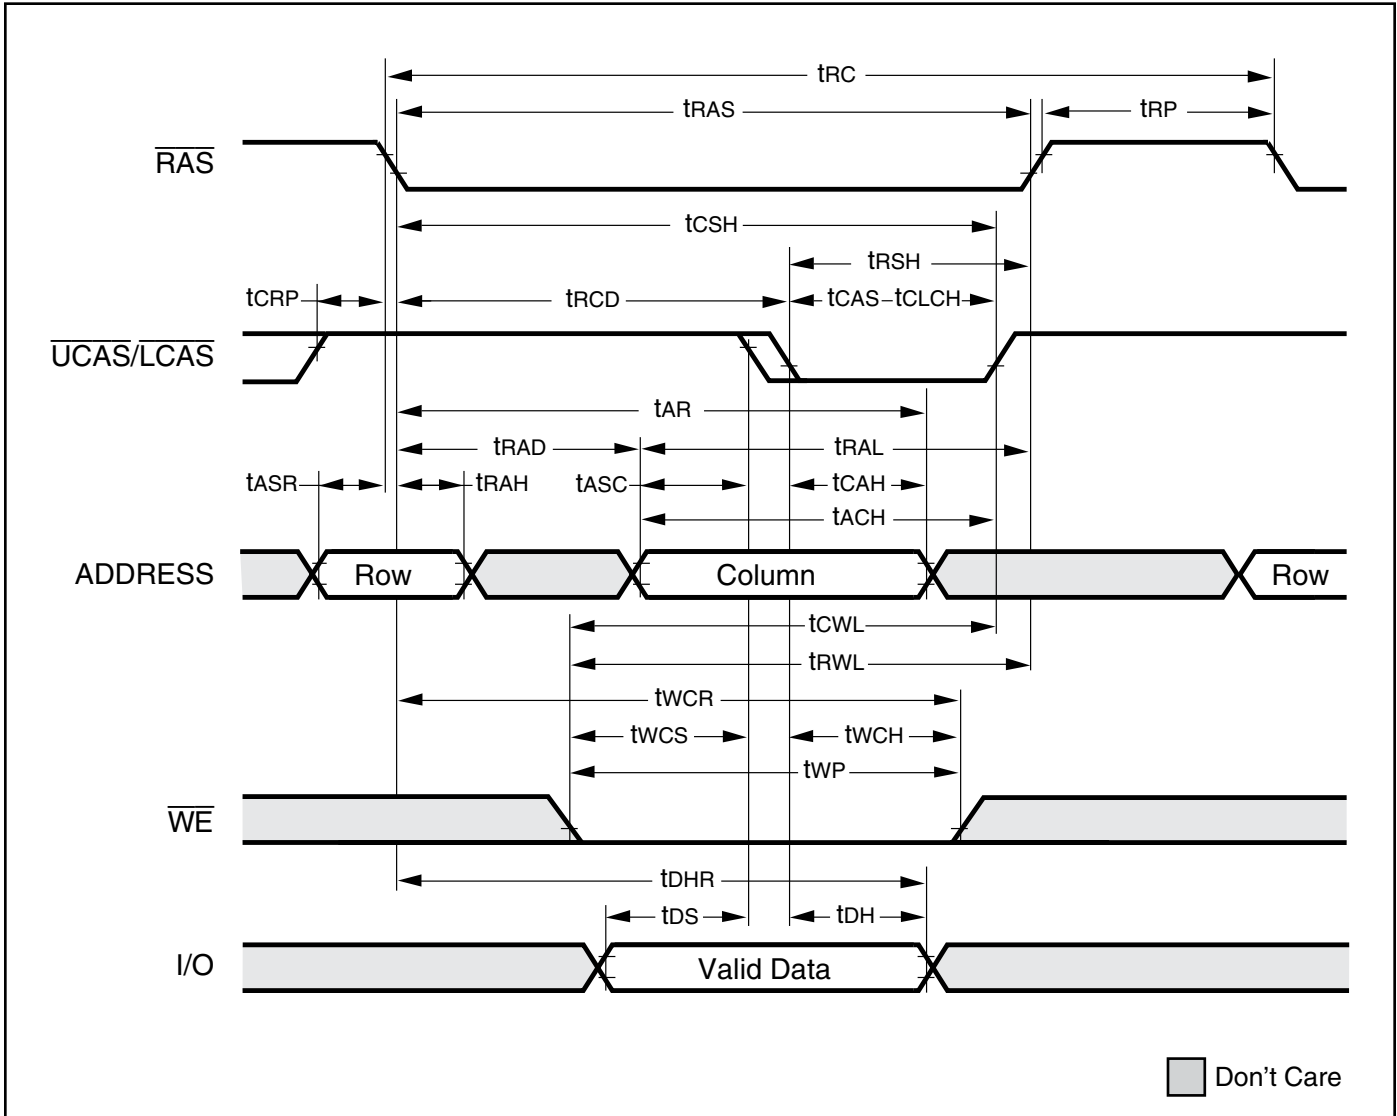 tRC
tRAS
tRP
RAS
tCSH
tRSH
tCRP
tRCD
tCAS
tCLCH
UCAS/LCAS
tAR
tRAD
tRAL
tASR
tRAH
tASC
tCAH
tACH
ADDRESS
Row
Column
Row
tCWL
tRWL
tWCR
tWCS
tWCH
tWP
WE
tDHR
tDS
tDH
I/O
Valid Data
Don't Care